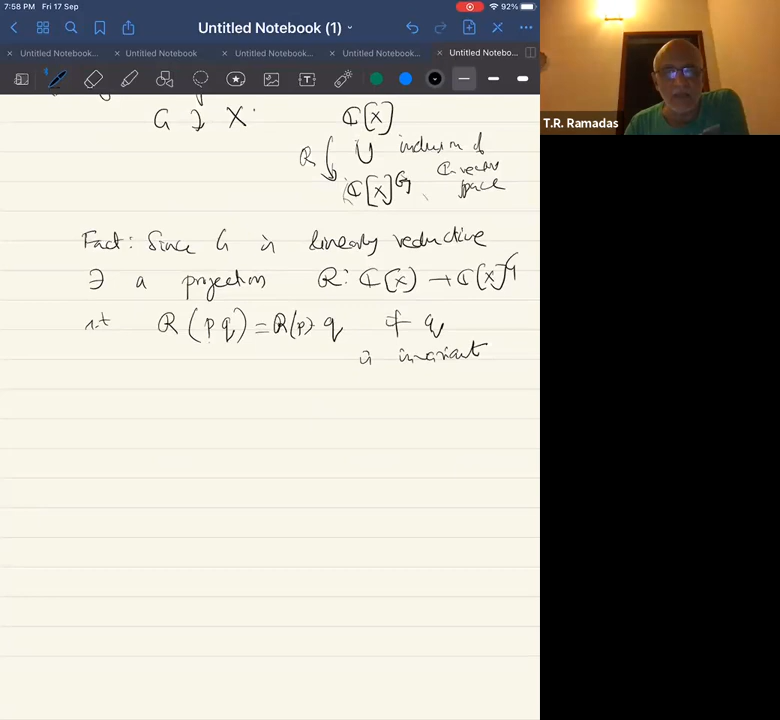 7:58 PM Fri 17 Sep
92%
Untitled Notebook (1)
Untitled Notebook...
Untitled Notebook
Untitled Notebook...
Untitled Notebook...
Untitled Notebo...
T.R. Ramadas
G X ℂ[X]
R ∪ inclusion of
ℂ vector
ℂ[X]^G space
Fact: Since G is linearly reductive
∃ a projection R: ℂ[X] → ℂ[X]^G
s.t R(pq) = R(p) q if q
is invariant